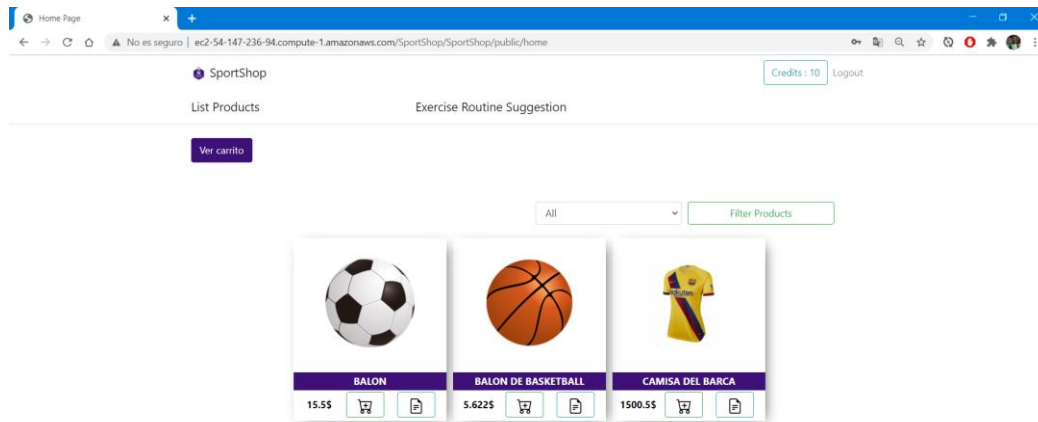 Home Page
No es seguro | ec2-54-147-236-94.compute-1.amazonaws.com/SportShop/SportShop/public/home
SportShop
Credits : 10 Logout
List Products Exercise Routine Suggestion
Ver carrito
All Filter Products
BALON BALON DE BASKETBALL CAMISA DEL BARCA
15.5$ 5.622$ 1500.5$